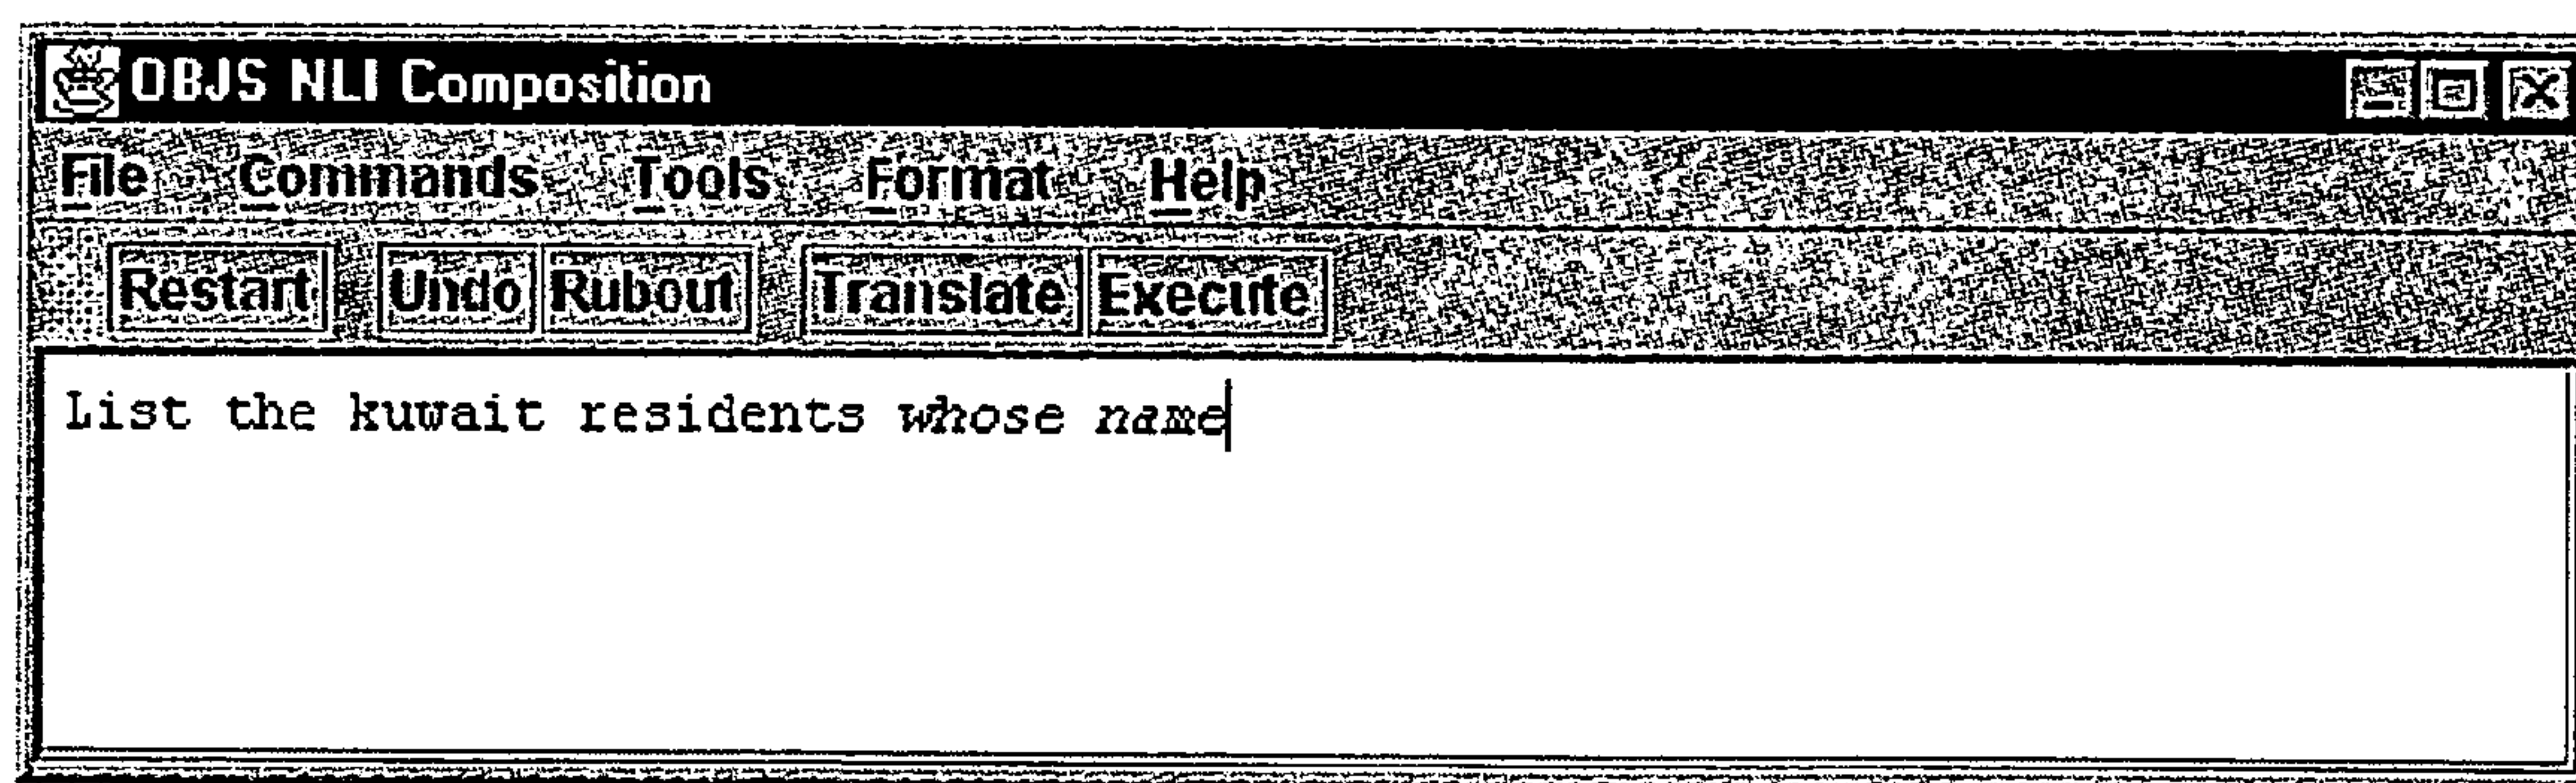 OBJS NLI Composition
File Commands Tools Format Help
Restart Undo Rubout Translate Execute
List the kuwait residents whose name